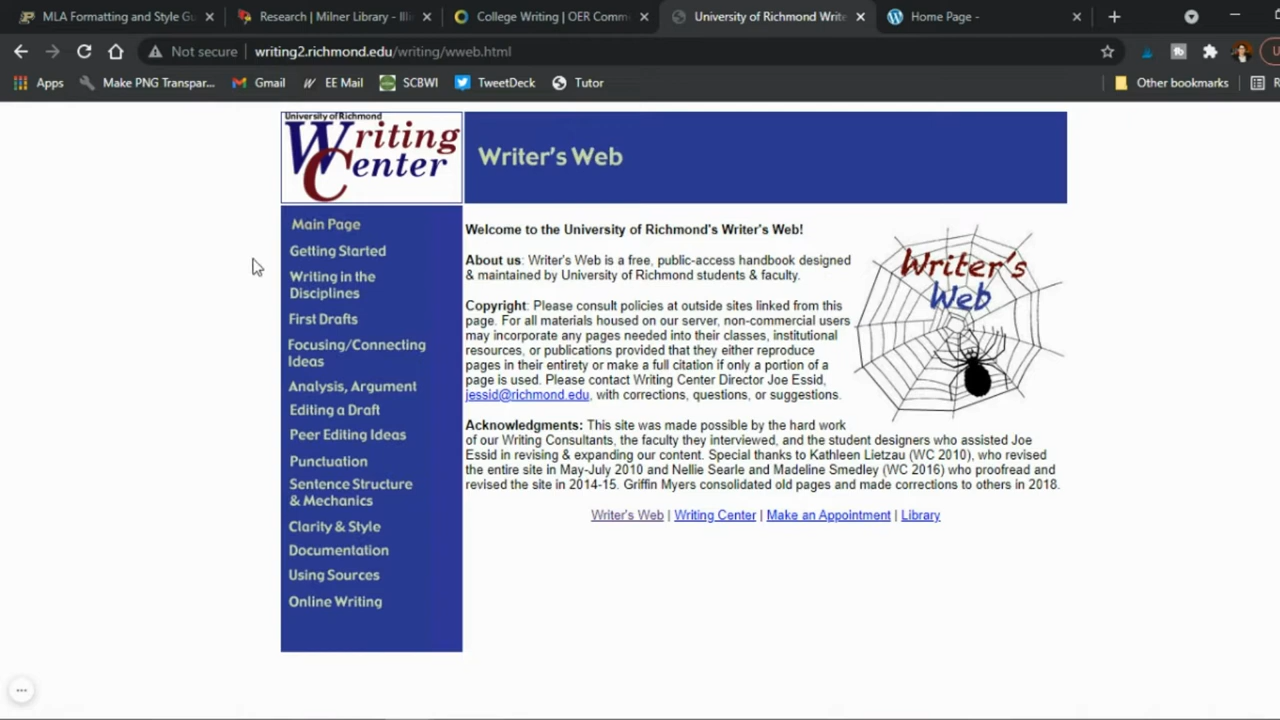 MLA Formatting and Style Gu
Research | Milner Library - Illi
College Writing | OER Comm
University of Richmond Write
Home Page -
Not secure
writing2.richmond.edu/writing/wweb.html
Apps
Make PNG Transpar...
Gmail
EE Mail
SCBWI
TweetDeck
Tutor
Other bookmarks
University of Richmond
Writing
Center
Writer's Web
Main Page
Getting Started
Writing in the
Disciplines
First Drafts
Focusing/Connecting
Ideas
Analysis, Argument
Editing a Draft
Peer Editing Ideas
Punctuation
Sentence Structure
& Mechanics
Clarity & Style
Documentation
Using Sources
Online Writing
Welcome to the University of Richmond's Writer's Web!
About us: Writer's Web is a free, public-access handbook designed
& maintained by University of Richmond students & faculty.
Copyright: Please consult policies at outside sites linked from this
page. For all materials housed on our server, non-commercial users
may incorporate any pages needed into their classes, institutional
resources, or publications provided that they either reproduce
pages in their entirety or make a full citation if only a portion of a
page is used. Please contact Writing Center Director Joe Essid,
jessid@richmond.edu, with corrections, questions, or suggestions.
Writer's
Web
Acknowledgments: This site was made possible by the hard work
of our Writing Consultants, the faculty they interviewed, and the student designers who assisted Joe
Essid in revising & expanding our content. Special thanks to Kathleen Lietzau (WC 2010), who revised
the entire site in May-July 2010 and Nellie Searle and Madeline Smedley (WC 2016) who proofread and
revised the site in 2014-15. Griffin Myers consolidated old pages and made corrections to others in 2018.
Writer's Web | Writing Center | Make an Appointment | Library